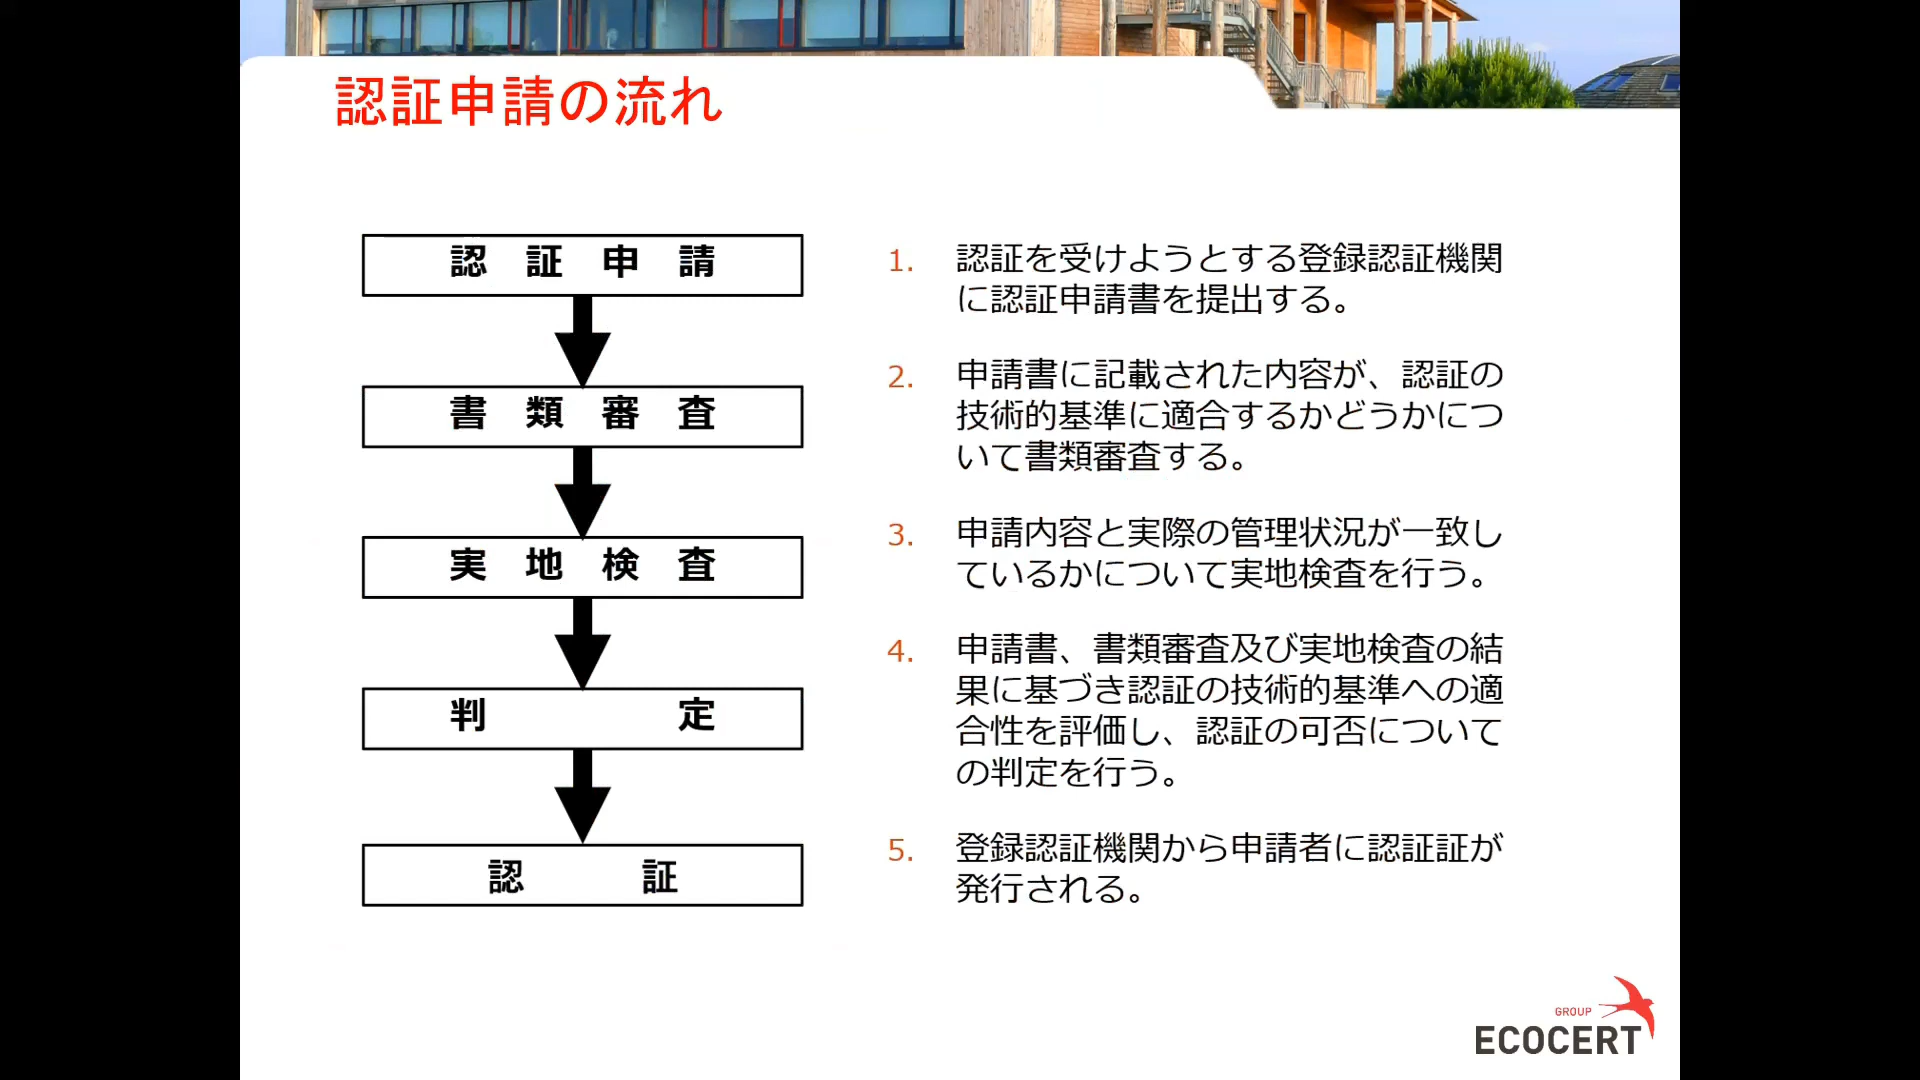 認証申請の流れ
認 証 申 請
書 類 審 査
実 地 検 査
判 定
認 証
1. 認証を受けようとする登録認証機関
に認証申請書を提出する。
2. 申請書に記載された内容が、認証の
技術的基準に適合するかどうかにつ
いて書類審査する。
3. 申請内容と実際の管理状況が一致し
ているかについて実地検査を行う。
4. 申請書、書類審査及び実地検査の結
果に基づき認証の技術的基準への適
合性を評価し、認証の可否について
の判定を行う。
5. 登録認証機関から申請者に認証証が
発行される。
GROUP
ECOCERT